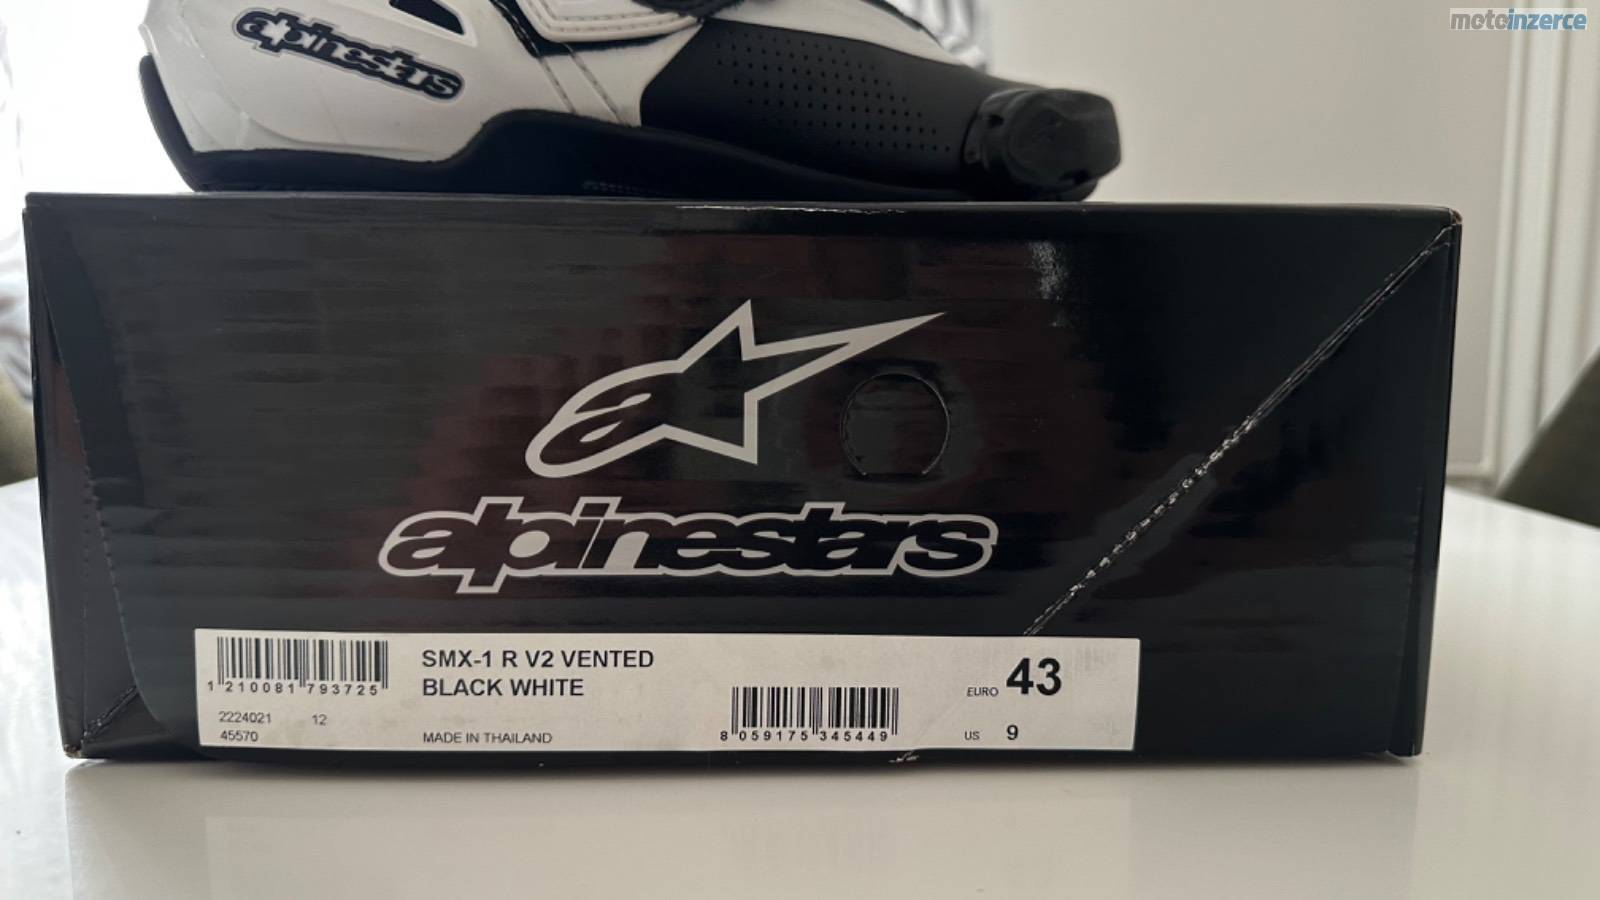 motoinzerce
alpinestars
alpinestars
SMX-1 R V2 VENTED
BLACK WHITE
1 210081 793725
2224021 12
45570
MADE IN THAILAND
8 059175 345449
EURO 43
US 9